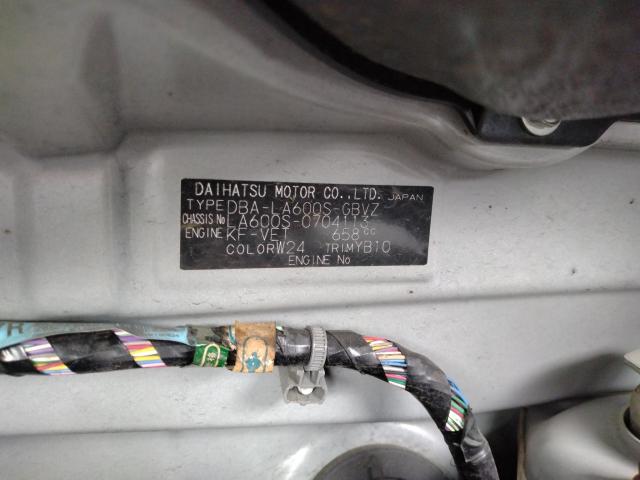 DAIHATSU MOTOR CO.,LTD. JAPAN
TYPE DBA-LA600S-GBVZ
CHASSIS No LA600S-0704113
ENGINE KF-VE11 658cc
COLOR W24 TRIM YB10
ENGINE No